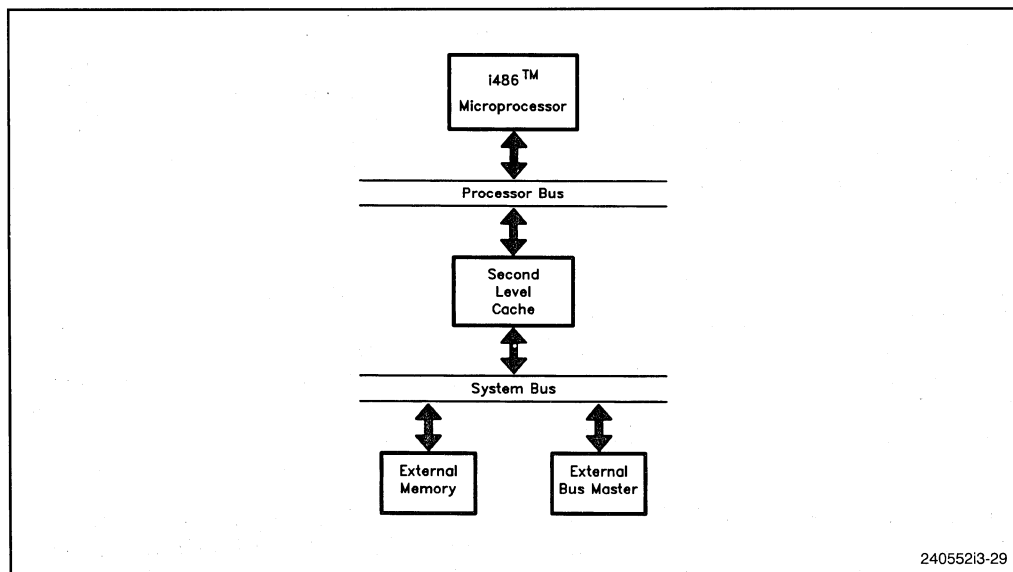 i486™
Microprocessor
Processor Bus
Second
Level
Cache
System Bus
External
Memory
External
Bus Master
240552i3-29